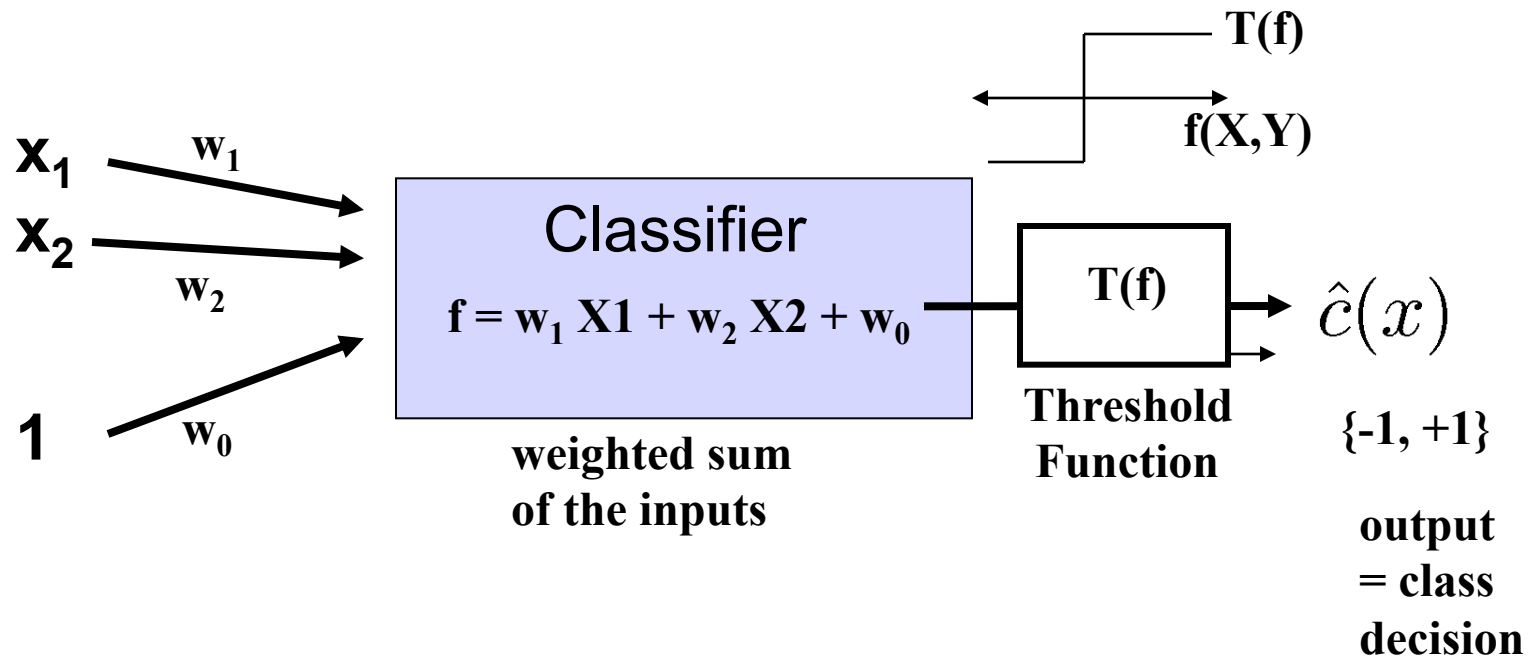 T(f)
f(X,Y)
x₁
w₁
x₂
w₂
1
w₀
Classifier
f = w₁ X1 + w₂ X2 + w₀
weighted sum
of the inputs
T(f)
Threshold
Function
ĉ(x)
{-1, +1}
output
= class
decision